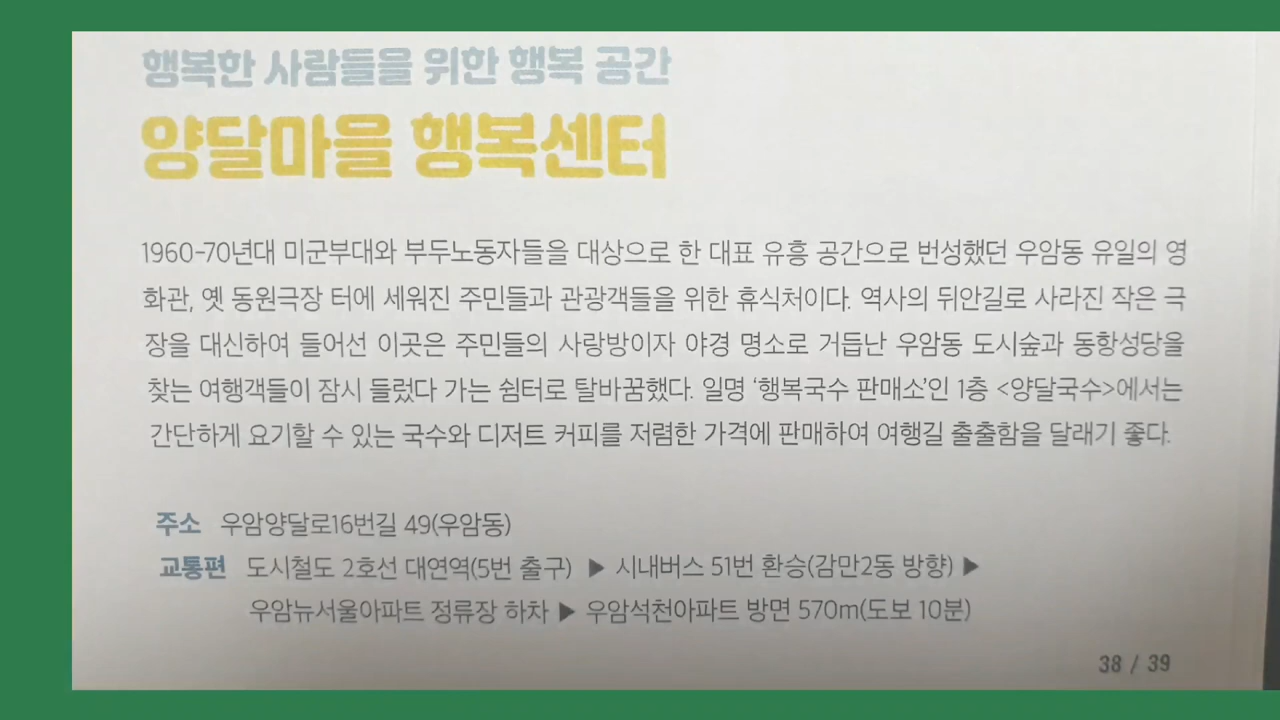 행복한 사람들을 위한 행복 공간
양달마을 행복센터
1960-70년대 미군부대와 부두노동자들을 대상으로 한 대표 유흥 공간으로 번성했던 우암동 유일의 영
화관, 옛 동원극장 터에 세워진 주민들과 관광객들을 위한 휴식처이다. 역사의 뒤안길로 사라진 작은 극
장을 대신하여 들어선 이곳은 주민들의 사랑방이자 야경 명소로 거듭난 우암동 도시숲과 동항성당을
찾는 여행객들이 잠시 들렀다 가는 쉼터로 탈바꿈했다. 일명 ‘행복국수 판매소’인 1층 <양달국수>에서는
간단하게 요기할 수 있는 국수와 디저트 커피를 저렴한 가격에 판매하여 여행길 출출함을 달래기 좋다.
주소 우암양달로16번길 49(우암동)
교통편 도시철도 2호선 대연역(5번 출구) ▶ 시내버스 51번 환승(감만2동 방향) ▶
우암뉴서울아파트 정류장 하차 ▶ 우암석천아파트 방면 570m(도보 10분)
38 / 39